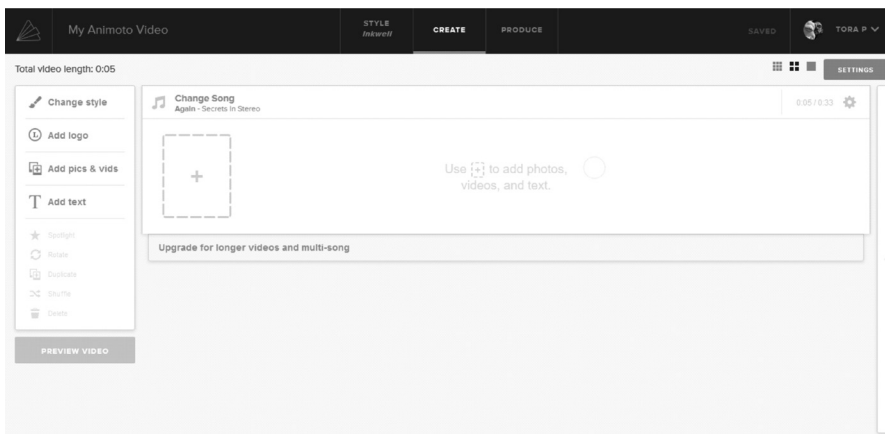 My Animoto Video
STYLE
Inkwell
CREATE
PRODUCE
SAVED
TORA P
Total video length: 0:05
SETTINGS
Change style
Add logo
Add pics & vids
Add text
Spotlight
Rotate
Duplicate
Shuffle
Delete
PREVIEW VIDEO
Change Song
Again - Secrets In Stereo
0:05 / 0:33
Use [+] to add photos,
videos, and text.
Upgrade for longer videos and multi-song